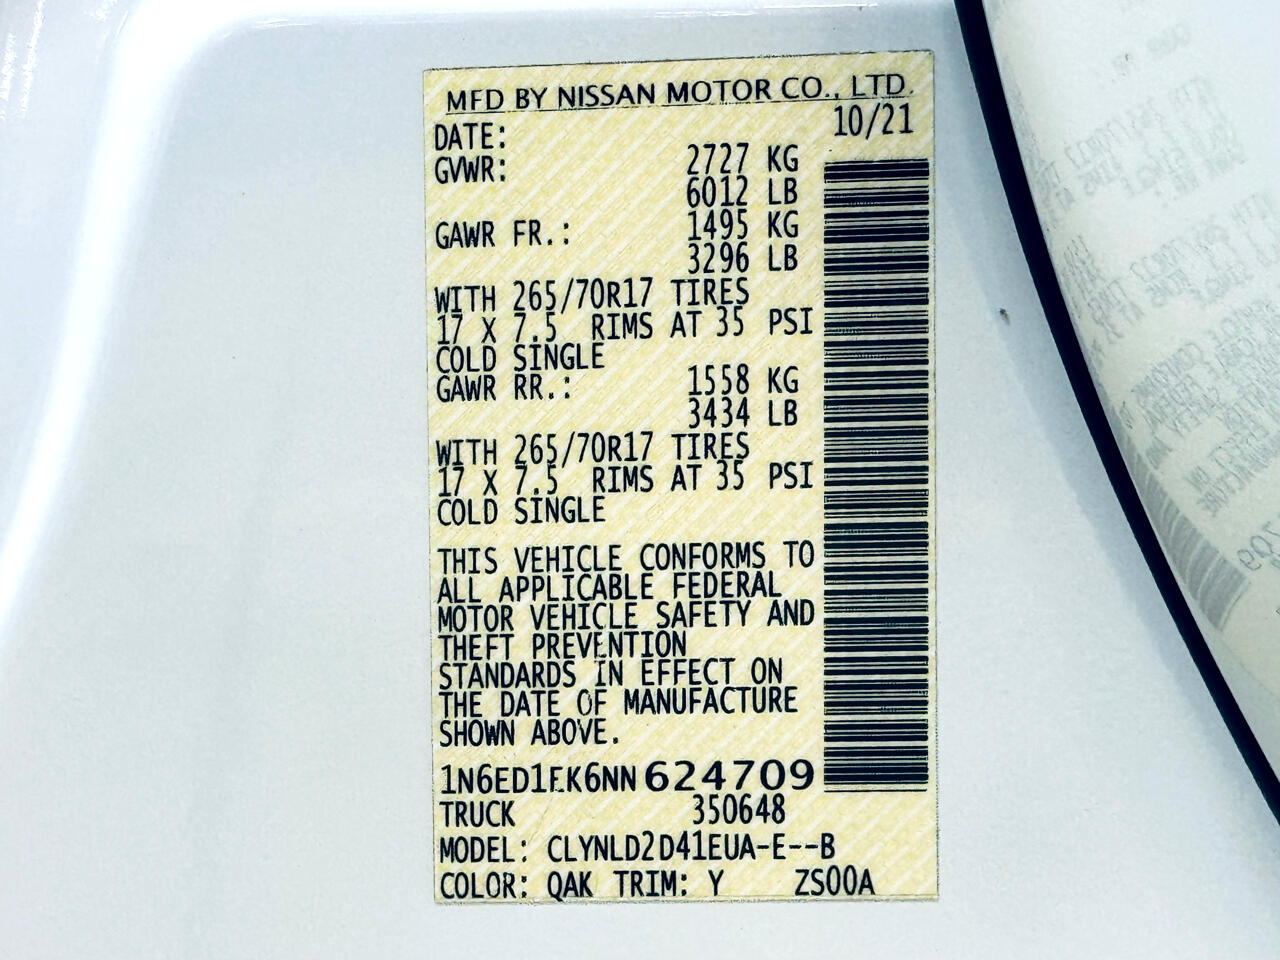 MFD BY NISSAN MOTOR CO., LTD.
DATE: 10/21
GVWR: 2727 KG
6012 LB
GAWR FR.: 1495 KG
3296 LB
WITH 265/70R17 TIRES
17 X 7.5 RIMS AT 35 PSI
COLD SINGLE
GAWR RR.: 1558 KG
3434 LB
WITH 265/70R17 TIRES
17 X 7.5 RIMS AT 35 PSI
COLD SINGLE
THIS VEHICLE CONFORMS TO
ALL APPLICABLE FEDERAL
MOTOR VEHICLE SAFETY AND
THEFT PREVENTION
STANDARDS IN EFFECT ON
THE DATE OF MANUFACTURE
SHOWN ABOVE.
1N6ED1EK6NN624709
TRUCK 350648
MODEL: CLYNLD2D41EUA-E--B
COLOR: QAK TRIM: Y ZS00A